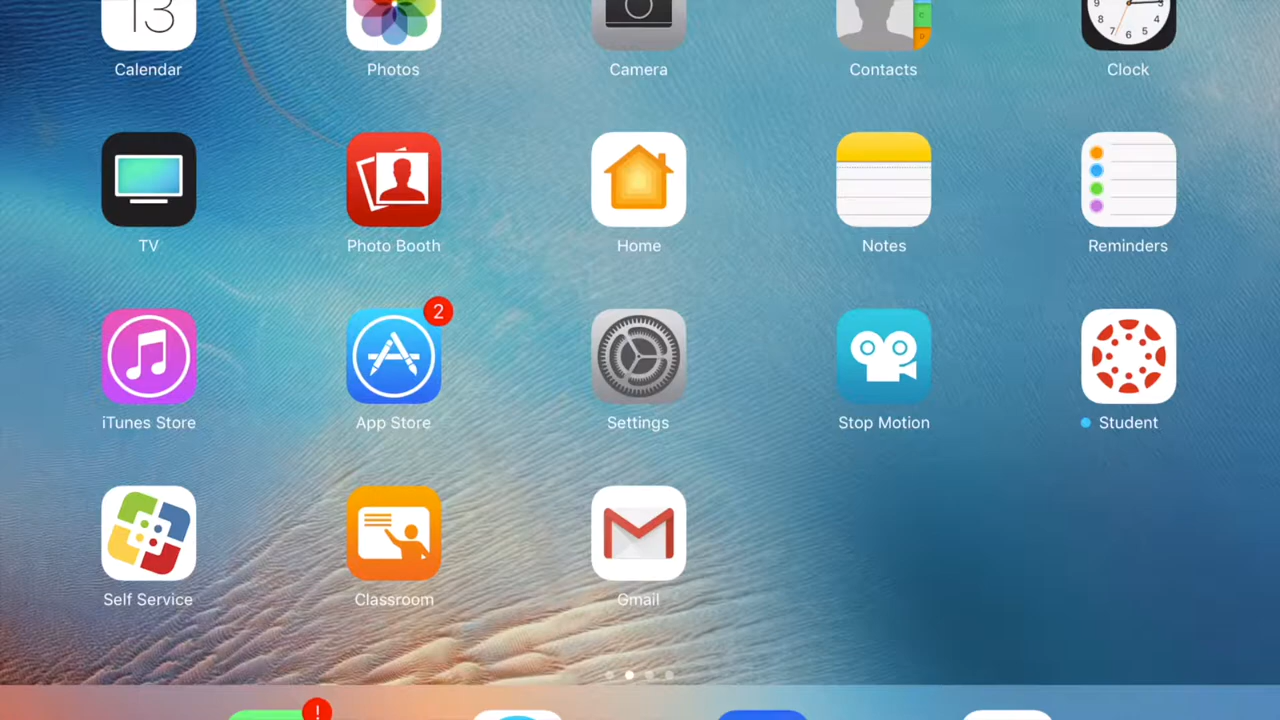 13
Calendar
Photos
Camera
Contacts
Clock
TV
Photo Booth
Home
Notes
Reminders
2
iTunes Store
App Store
Settings
Stop Motion
Student
Self Service
Classroom
Gmail
!